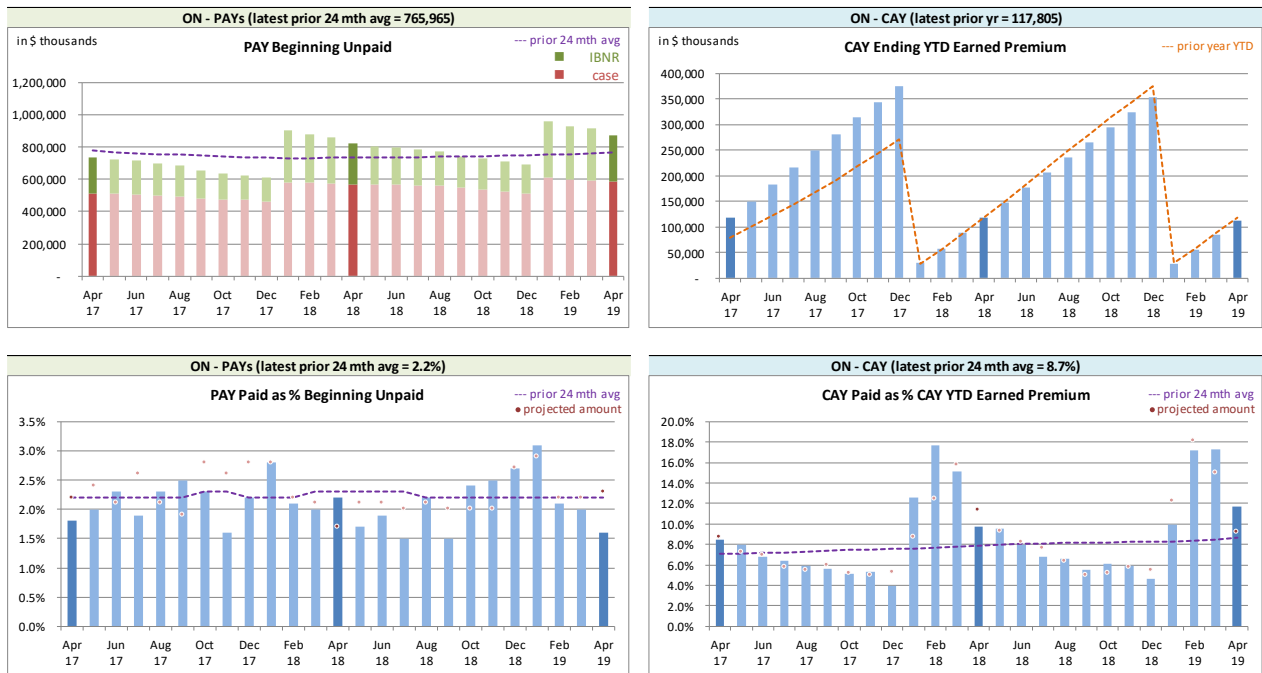 ON - PAYs (latest prior 24 mth avg = 765,965)
in $ thousands
PAY Beginning Unpaid
--- prior 24 mth avg
IBNR
case
1,200,000
1,000,000
800,000
600,000
400,000
200,000
-
Apr Jun Aug Oct Dec Feb Apr Jun Aug Oct Dec Feb Apr
17 17 17 17 17 18 18 18 18 18 18 19 19
ON - CAY (latest prior yr = 117,805)
in $ thousands
CAY Ending YTD Earned Premium
--- prior year YTD
400,000
350,000
300,000
250,000
200,000
150,000
100,000
50,000
-
Apr Jun Aug Oct Dec Feb Apr Jun Aug Oct Dec Feb Apr
17 17 17 17 17 18 18 18 18 18 18 19 19
ON - PAYs (latest prior 24 mth avg = 2.2%)
PAY Paid as % Beginning Unpaid
--- prior 24 mth avg
• projected amount
3.5%
3.0%
2.5%
2.0%
1.5%
1.0%
0.5%
0.0%
Apr Jun Aug Oct Dec Feb Apr Jun Aug Oct Dec Feb Apr
17 17 17 17 17 18 18 18 18 18 18 19 19
ON - CAY (latest prior 24 mth avg = 8.7%)
CAY Paid as % CAY YTD Earned Premium
--- prior 24 mth avg
• projected amount
20.0%
18.0%
16.0%
14.0%
12.0%
10.0%
8.0%
6.0%
4.0%
2.0%
0.0%
Apr Jun Aug Oct Dec Feb Apr Jun Aug Oct Dec Feb Apr
17 17 17 17 17 18 18 18 18 18 18 19 19